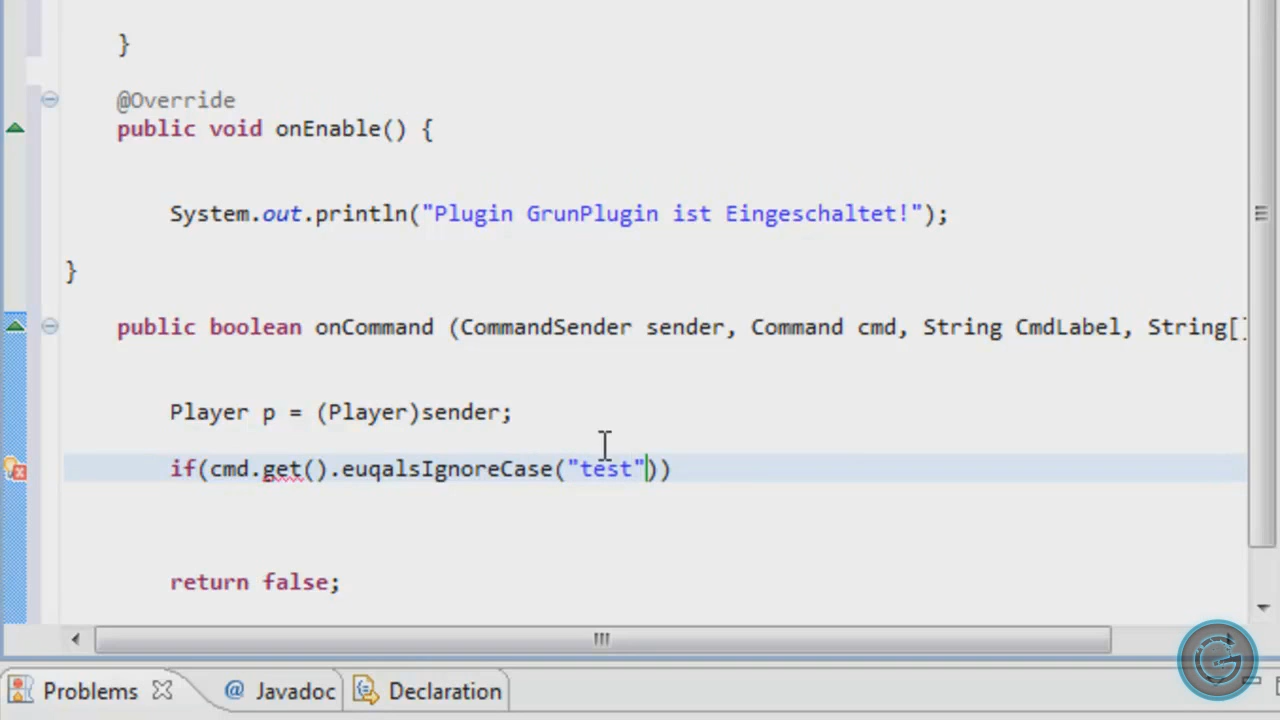 }
@Override
public void onEnable() {
System.out.println("Plugin GrunPlugin ist Eingeschaltet!");
}
public boolean onCommand (CommandSender sender, Command cmd, String CmdLabel, String[]
Player p = (Player)sender;
if(cmd.get().euqalsIgnoreCase("test"))
return false;
Problems @ Javadoc Declaration